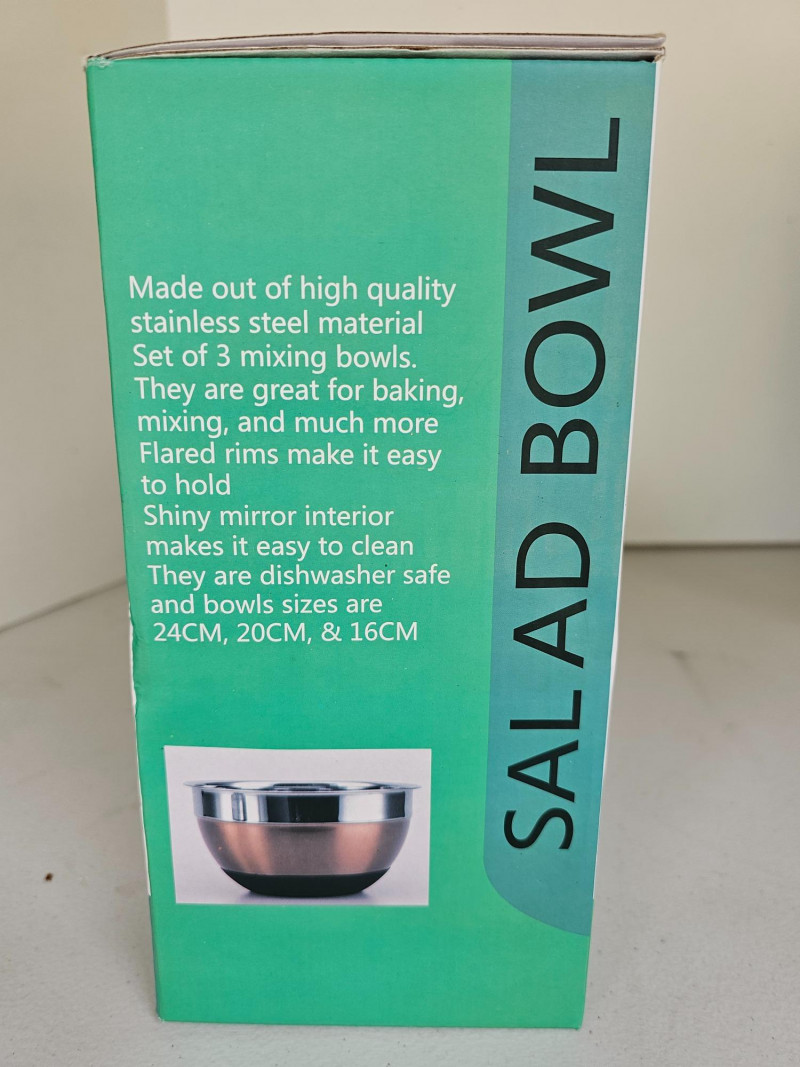 Made out of high quality
stainless steel material
Set of 3 mixing bowls.
They are great for baking,
mixing, and much more
Flared rims make it easy
to hold
Shiny mirror interior
makes it easy to clean
They are dishwasher safe
and bowls sizes are
24CM, 20CM, & 16CM
SALAD BOWL